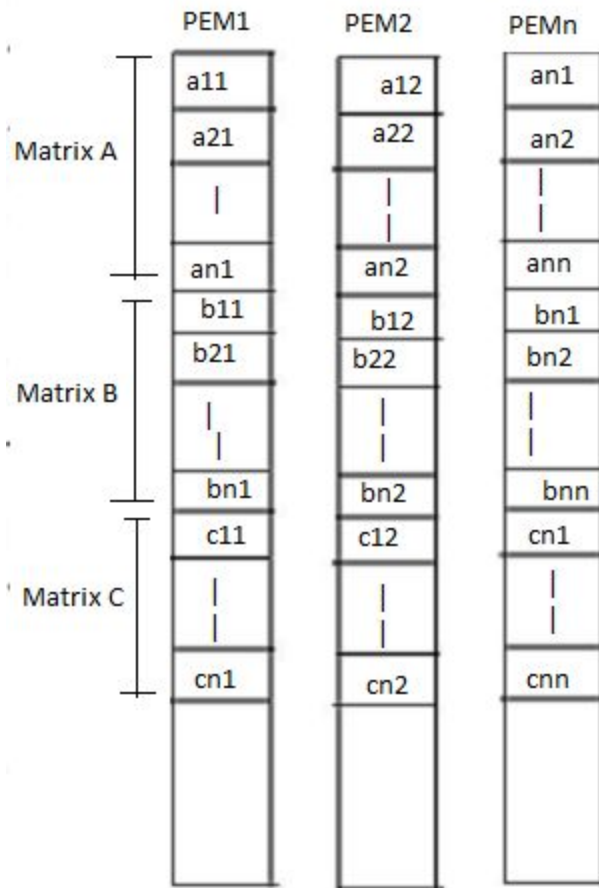 PEM1 PEM2 PEMn
a11 a12 an1
Matrix A a21 a22 an2
an1 an2 ann
b11 b12 bn1
b21 b22 bn2
Matrix B
bn1 bn2 bnn
c11 c12 cn1
Matrix C
cn1 cn2 cnn